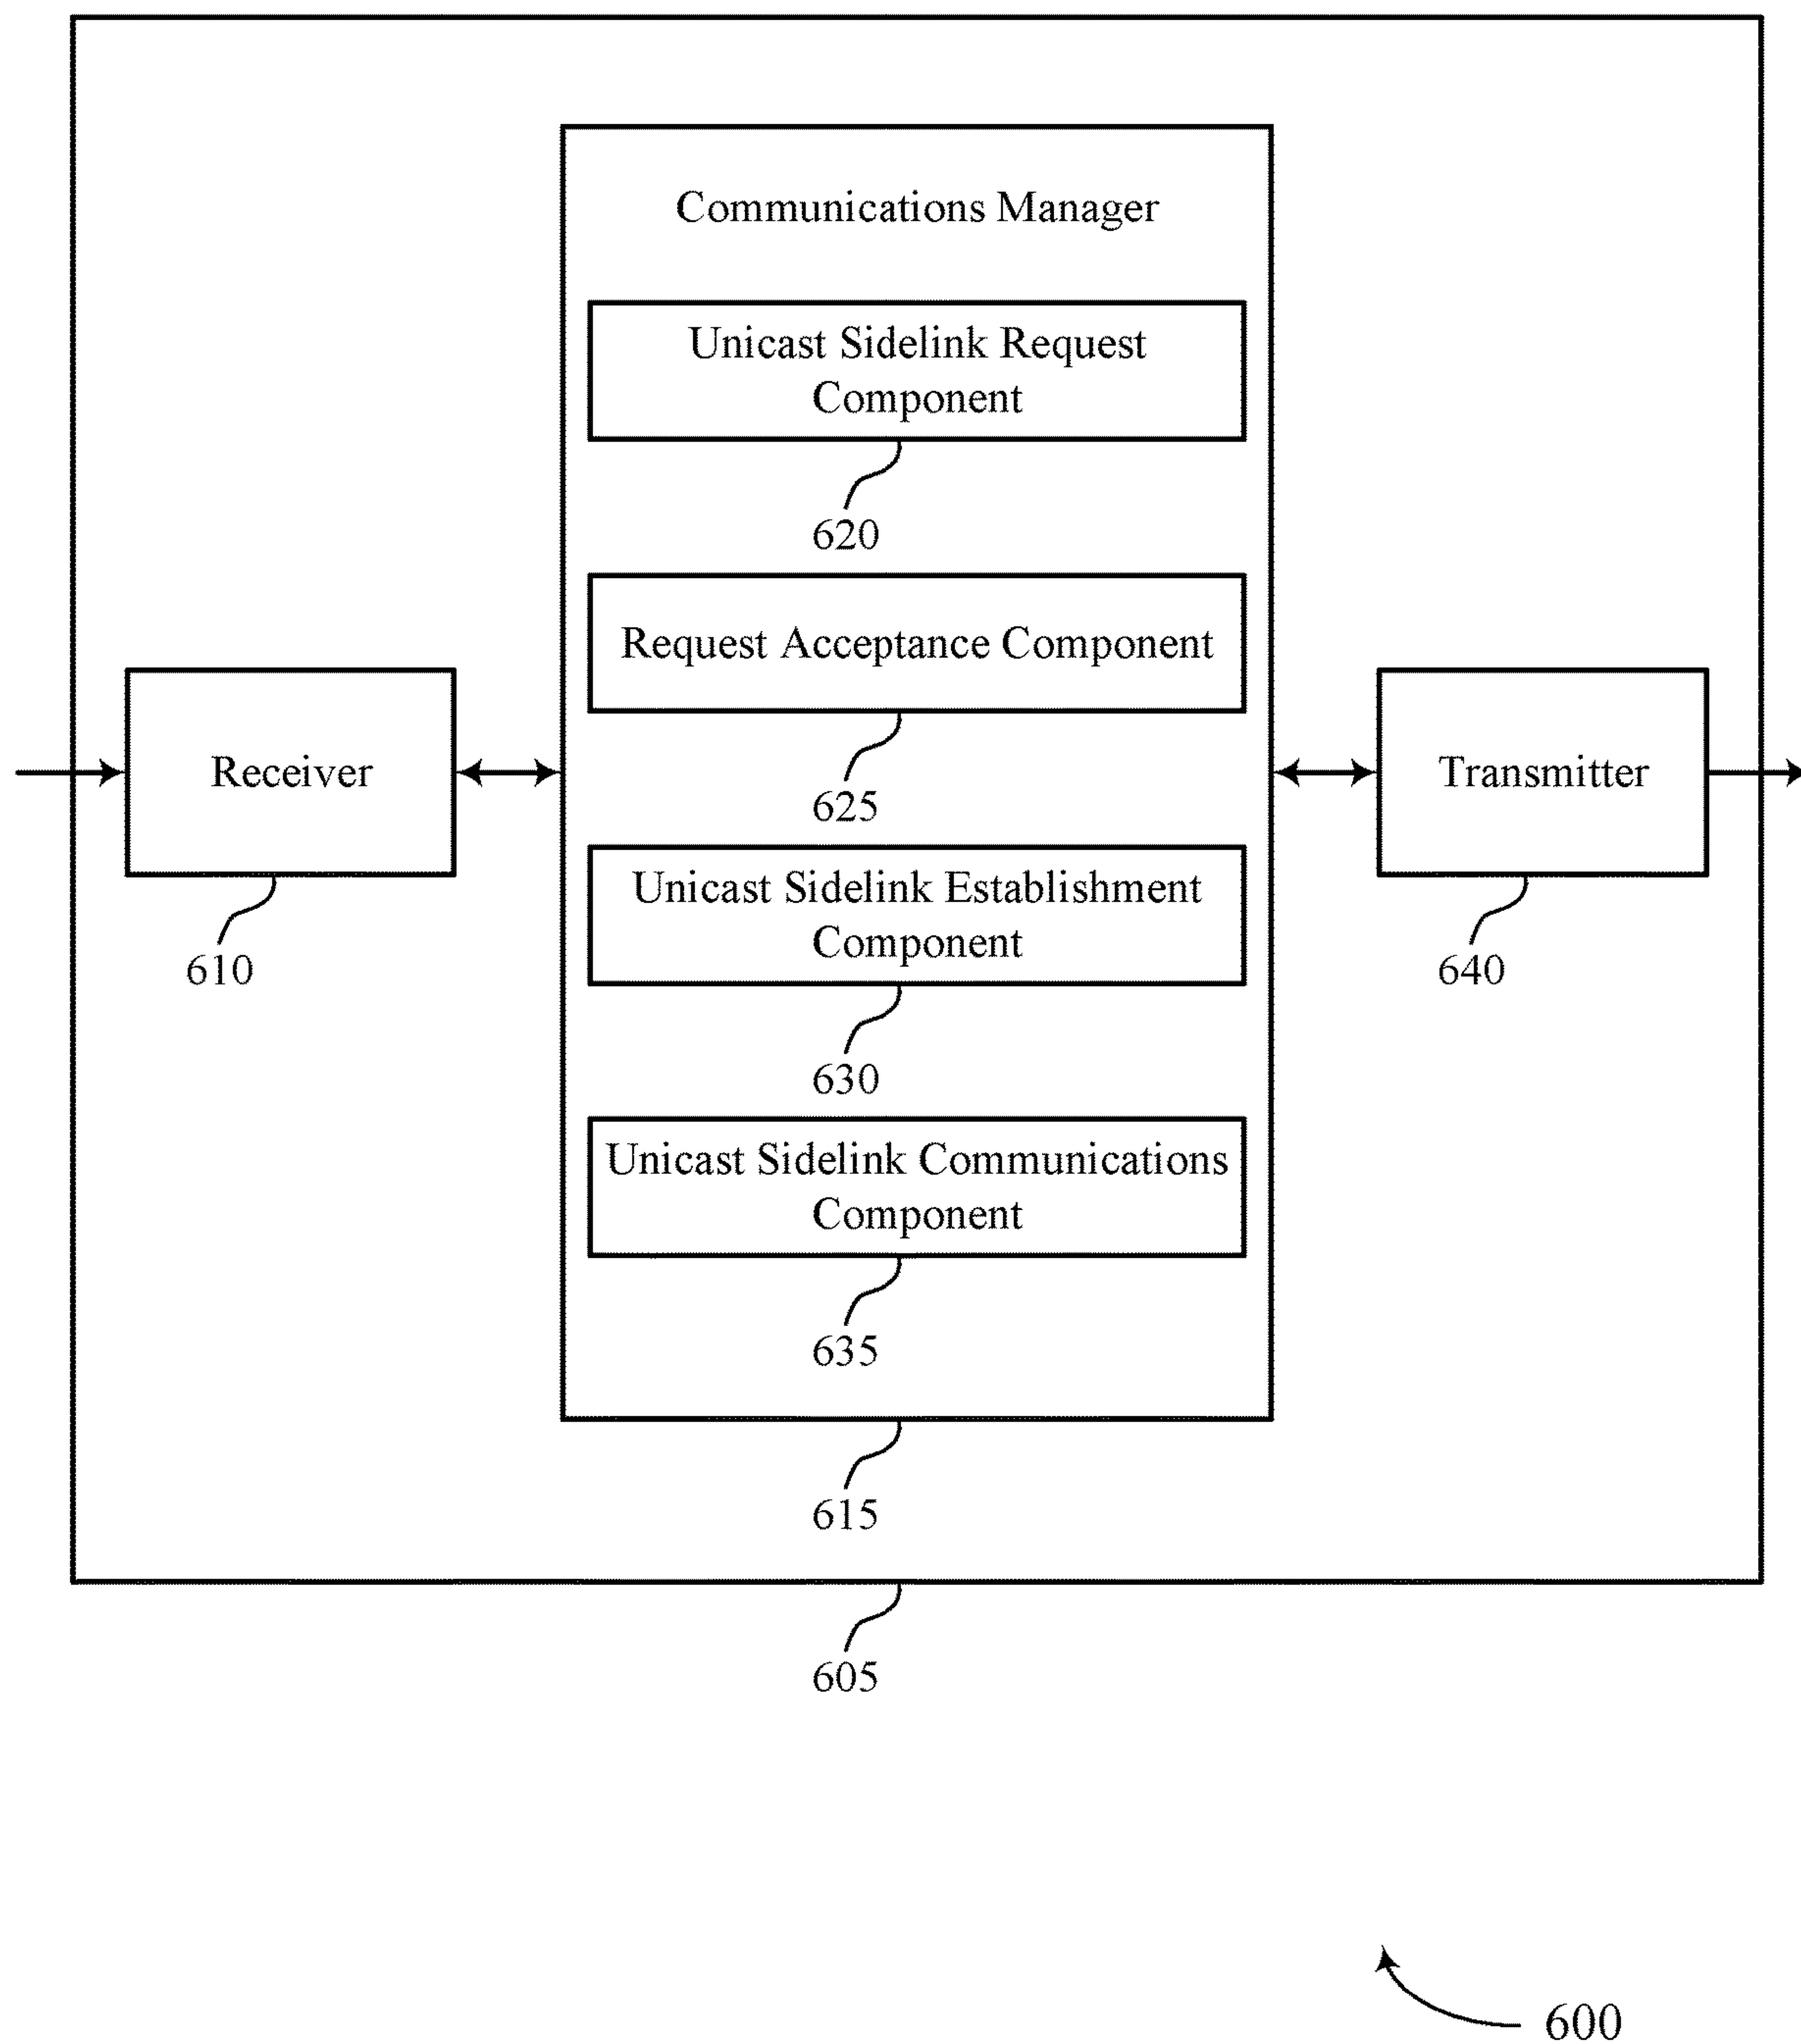 Communications Manager
Unicast Sidelink Request
Component
620
Request Acceptance Component
625
Receiver
610
Transmitter
640
Unicast Sidelink Establishment
Component
630
Unicast Sidelink Communications
Component
635
615
605
600